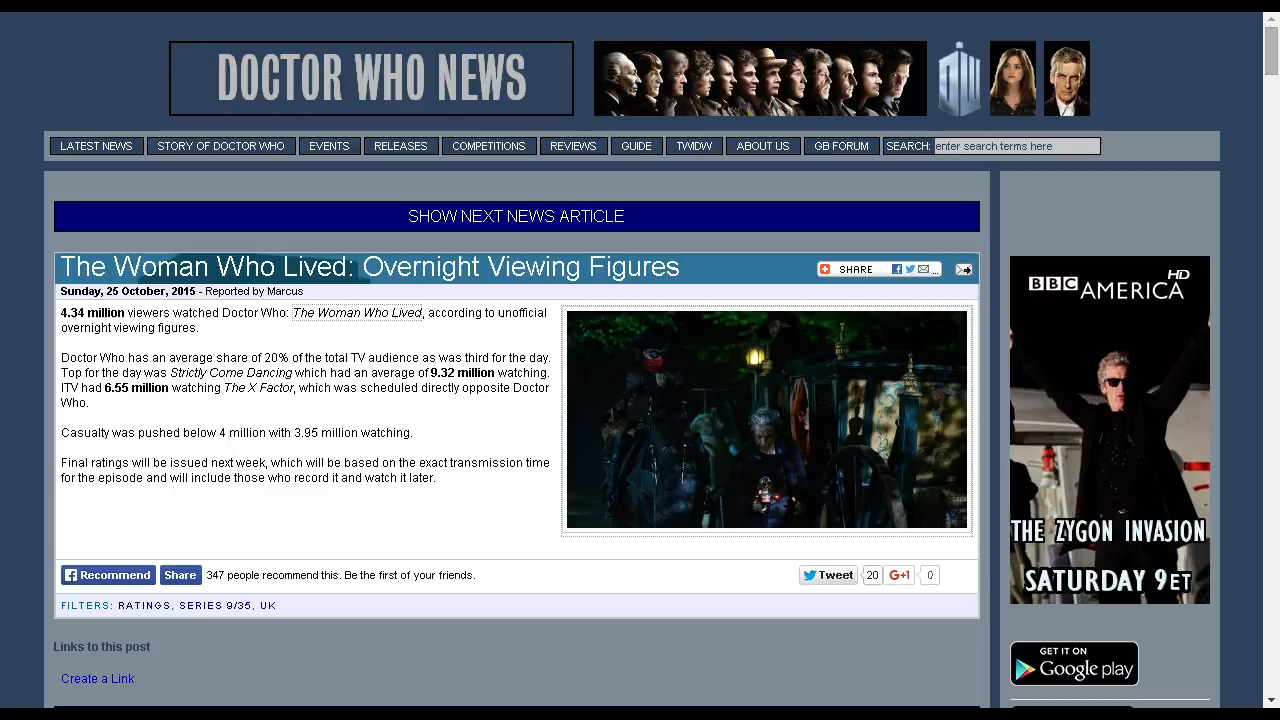 DOCTOR WHO NEWS
LATEST NEWS STORY OF DOCTOR WHO EVENTS RELEASES COMPETITIONS REVIEWS GUIDE TWIDW ABOUT US GB FORUM SEARCH: enter search terms here
SHOW NEXT NEWS ARTICLE
The Woman Who Lived: Overnight Viewing Figures
SHARE ...
Sunday, 25 October, 2015 - Reported by Marcus
4.34 million viewers watched Doctor Who: The Woman Who Lived, according to unofficial
overnight viewing figures.
Doctor Who has an average share of 20% of the total TV audience as was third for the day.
Top for the day was Strictly Come Dancing which had an average of 9.32 million watching.
ITV had 6.55 million watching The X Factor, which was scheduled directly opposite Doctor
Who.
Casualty was pushed below 4 million with 3.95 million watching.
Final ratings will be issued next week, which will be based on the exact transmission time
for the episode and will include those who record it and watch it later.
Recommend Share 347 people recommend this. Be the first of your friends.
Tweet 20 G+1 0
FILTERS: RATINGS, SERIES 9/35, UK
Links to this post
Create a Link
BBC AMERICA HD
THE ZYGON INVASION
SATURDAY 9ET
GET IT ON
Google play